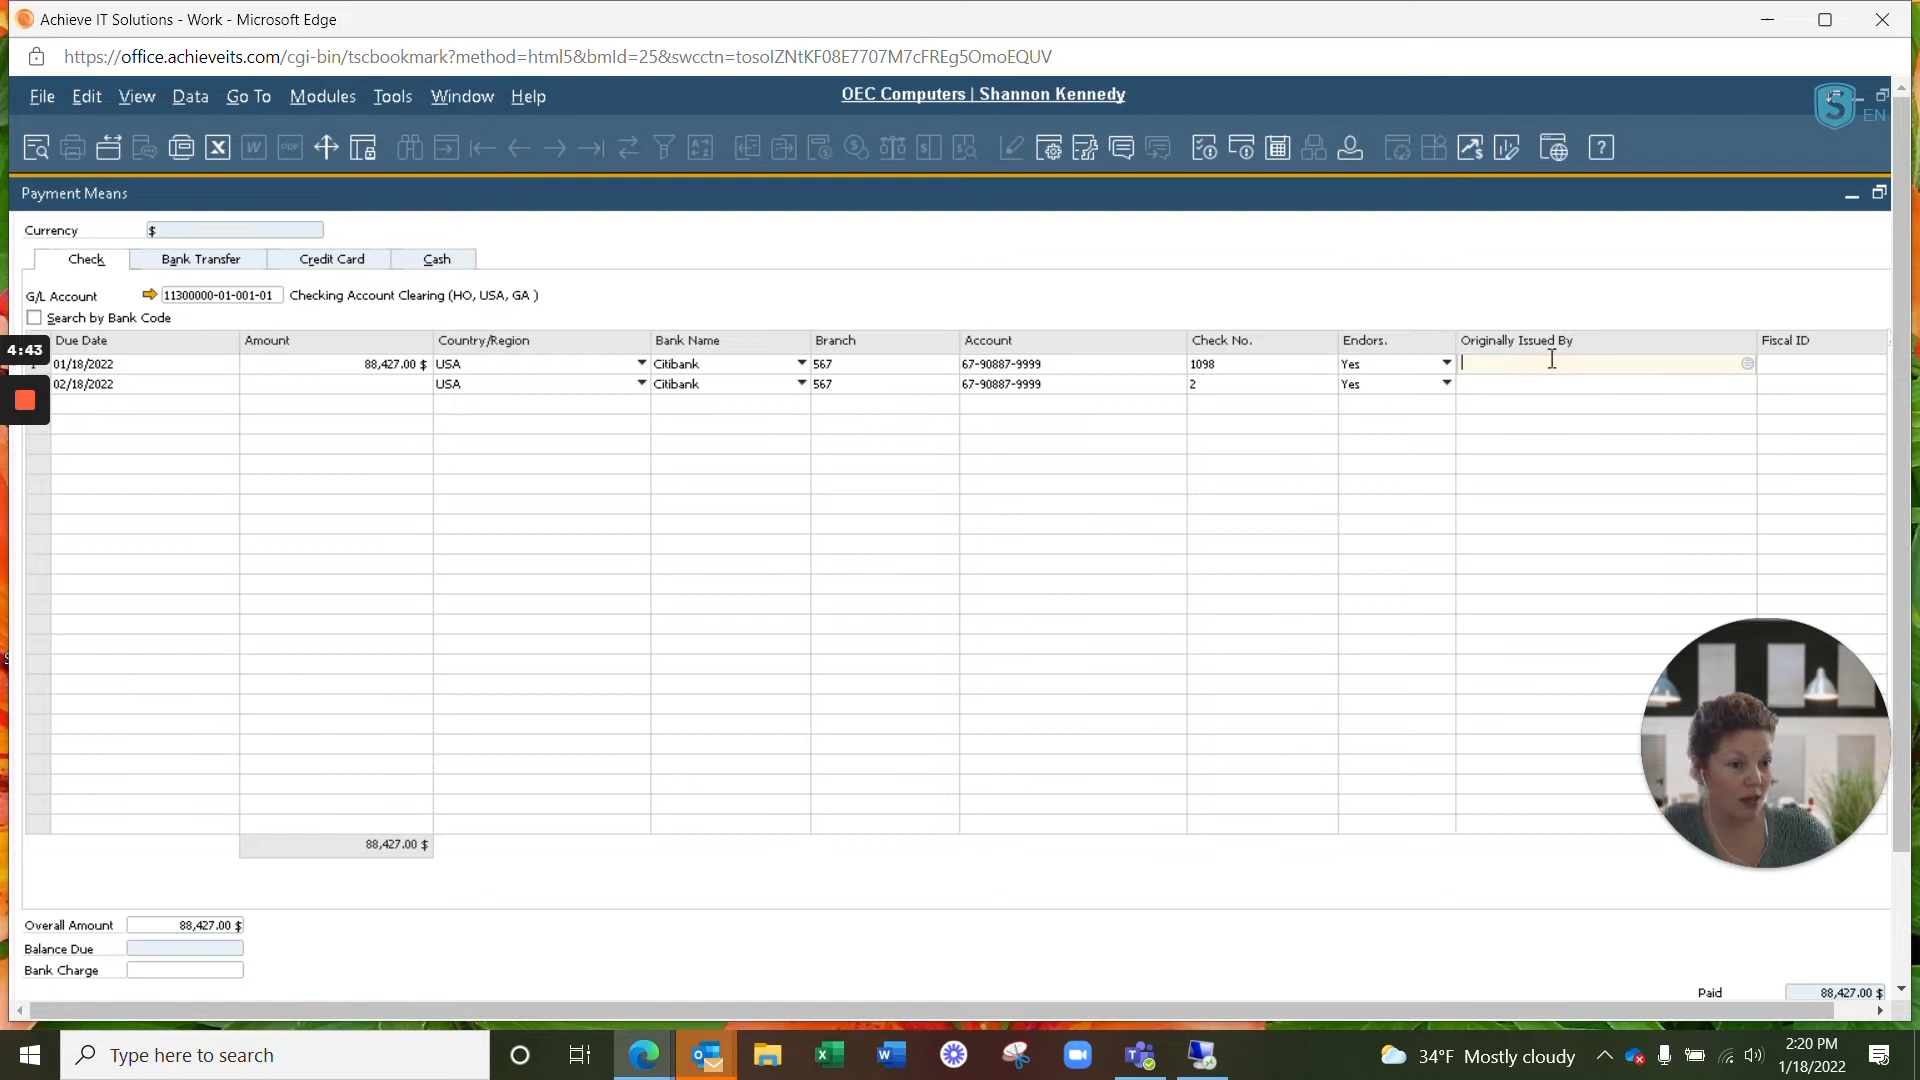 Achieve IT Solutions - Work - Microsoft Edge
https://office.achieveits.com/cgi-bin/tscbookmark?method=html5&bmId=25&swcctn=tosoIZNtKF08E7707M7cFREg5OmoEQUV
File Edit View Data Go To Modules Tools Window Help
OEC Computers | Shannon Kennedy
EN
Payment Means
Currency $
Check Bank Transfer Credit Card Cash
G/L Account 11300000-01-001-01 Checking Account Clearing (HO, USA, GA )
Search by Bank Code
Due Date Amount Country/Region Bank Name Branch Account Check No. Endors. Originally Issued By Fiscal ID
4:43
1 01/18/2022 88,427.00 $ USA Citibank 567 67-90887-9999 1098 Yes
02/18/2022 USA Citibank 567 67-90887-9999 2 Yes
88,427.00 $
Overall Amount 88,427.00 $
Balance Due
Bank Charge
Paid 88,427.00 $
Type here to search
34°F Mostly cloudy
2:20 PM
1/18/2022